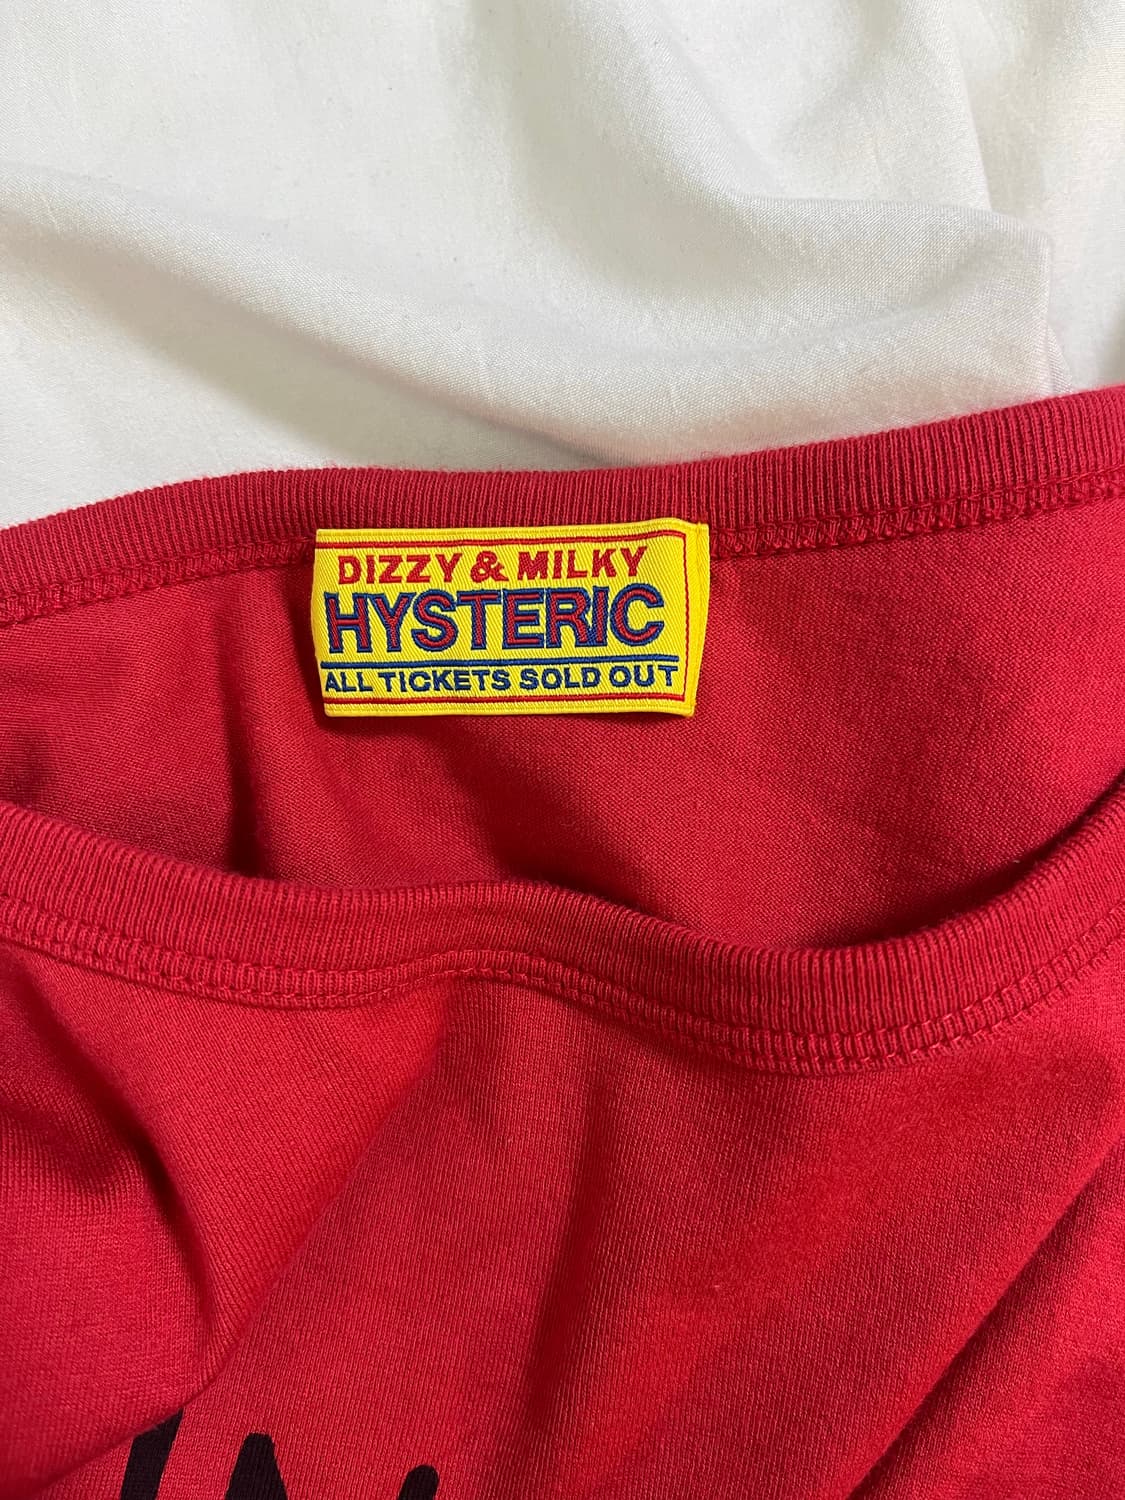 DIZZY & MILKY
HYSTERIC
ALL TICKETS SOLD OUT